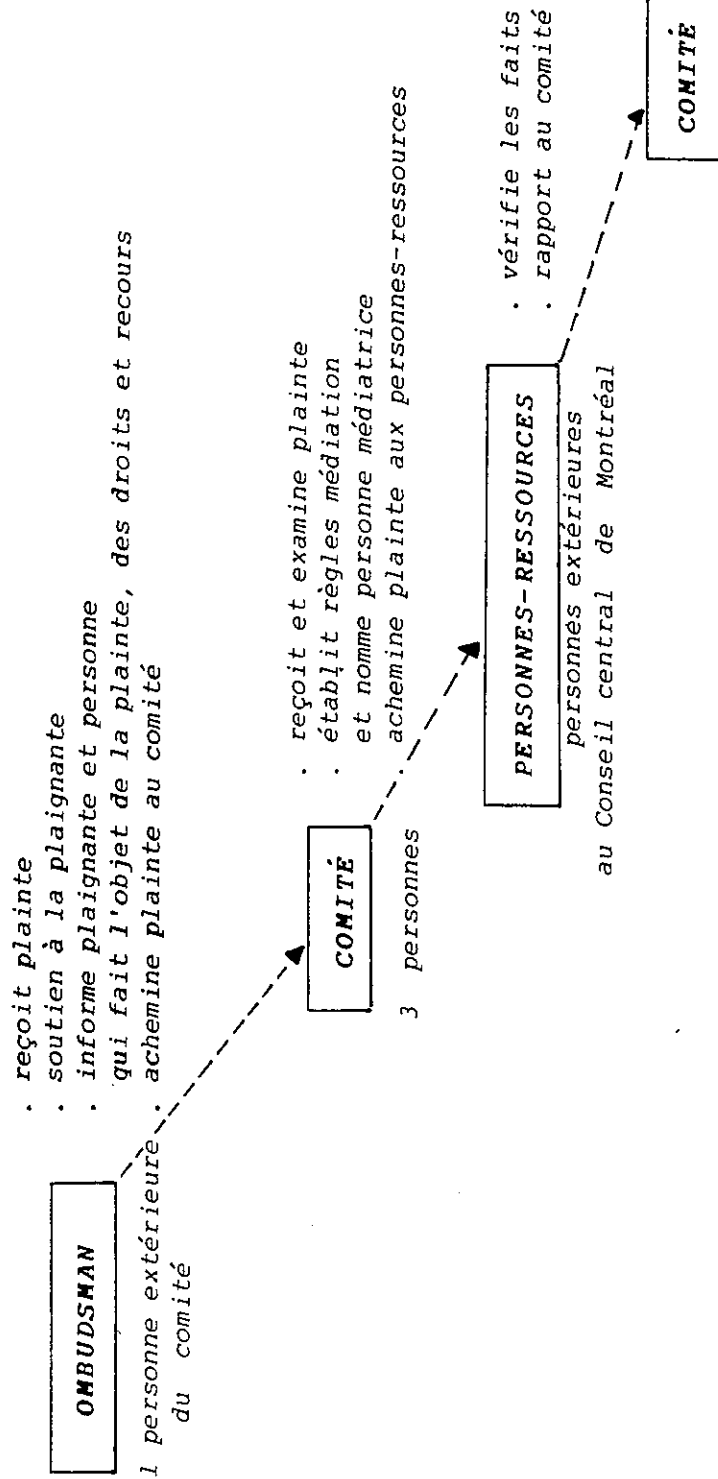 . reçoit plainte
. soutien à la plaignante
. informe plaignante et personne
qui fait l'objet de la plainte, des droits et recours
. achemine plainte au comité
OMBUDSMAN
1 personne extérieure
du comité
. reçoit et examine plainte
. établit règles médiation
et nomme personne médiatrice
. achemine plainte aux personnes-ressources
COMITÉ
3 personnes
. vérifie les faits
. rapport au comité
PERSONNES-RESSOURCES
personnes extérieures
au Conseil central de Montréal
COMITÉ